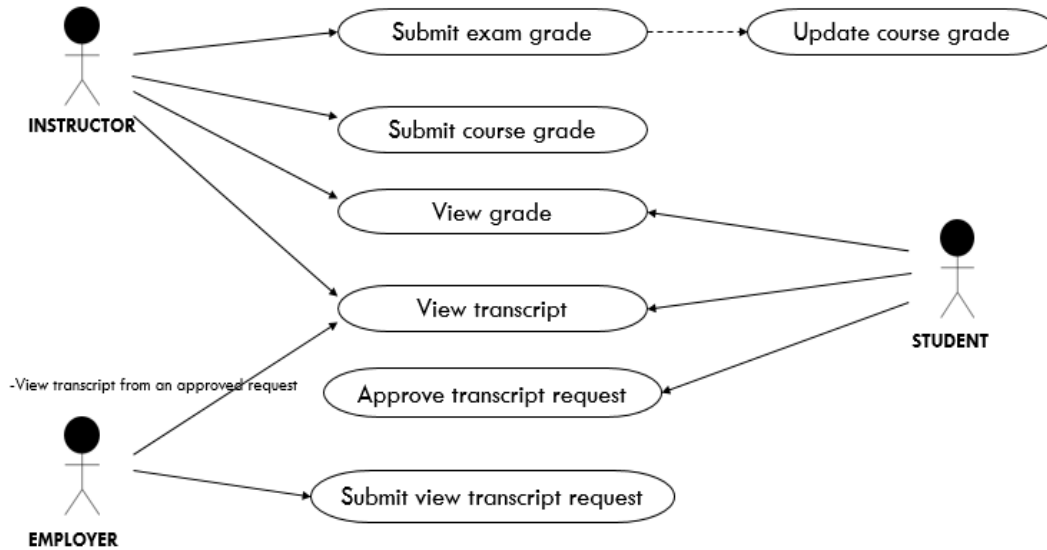 Submit exam grade
Update course grade
INSTRUCTOR
Submit course grade
View grade
View transcript
STUDENT
-View transcript from an approved request
Approve transcript request
Submit view transcript request
EMPLOYER